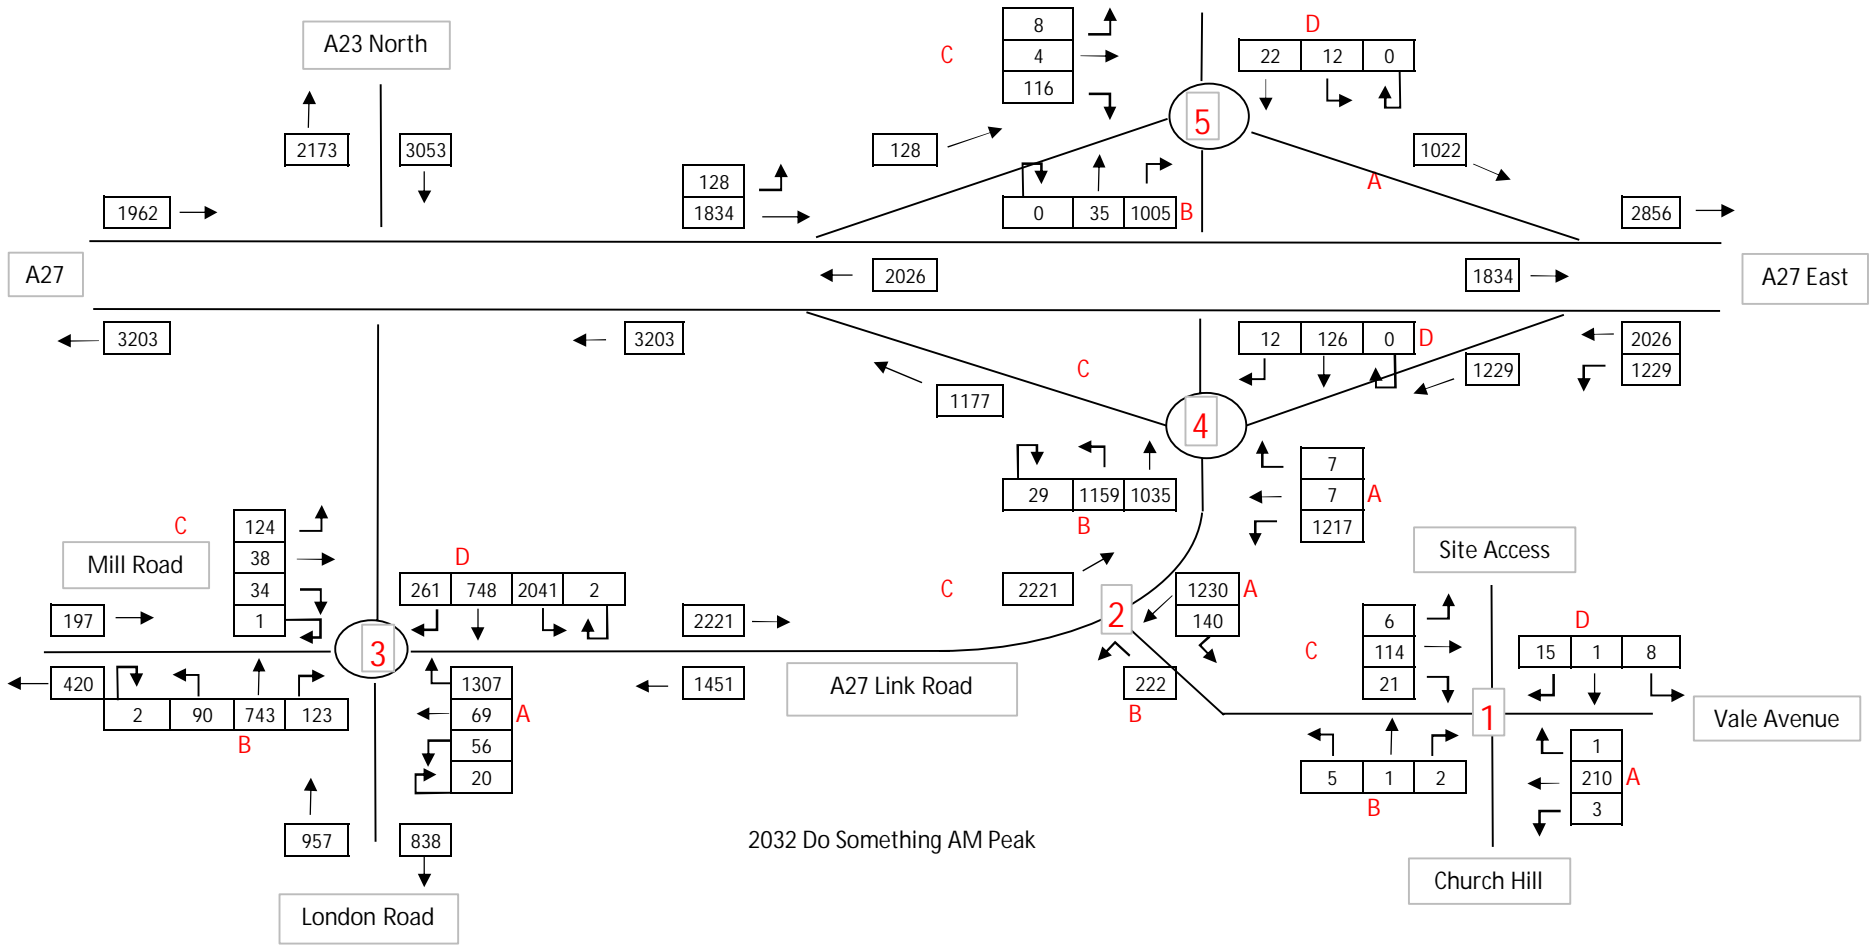 8
D
A23 North
C
4
22 12 0
116
5
2173
3053
128
1022
128
A
1962
1834
0 35 1005 B
2856
A27
2026
1834
A27 East
3203
3203
12 126 0 D
2026
C
1229
1229
1177
4
7
29 1159 1035
7 A
B
1217
C
124
Site Access
Mill Road
38
D
34
261 748 2041 2
C
2221
1230 A
197
1
2221
2
140
6
D
3
C
114
15 1 8
420
1307
1451
A27 Link Road
222
21
2 90 743 123
69 A
B
1
Vale Avenue
B
56
1
20
5 1 2
210 A
B
3
957
838
2032 Do Something AM Peak
Church Hill
London Road